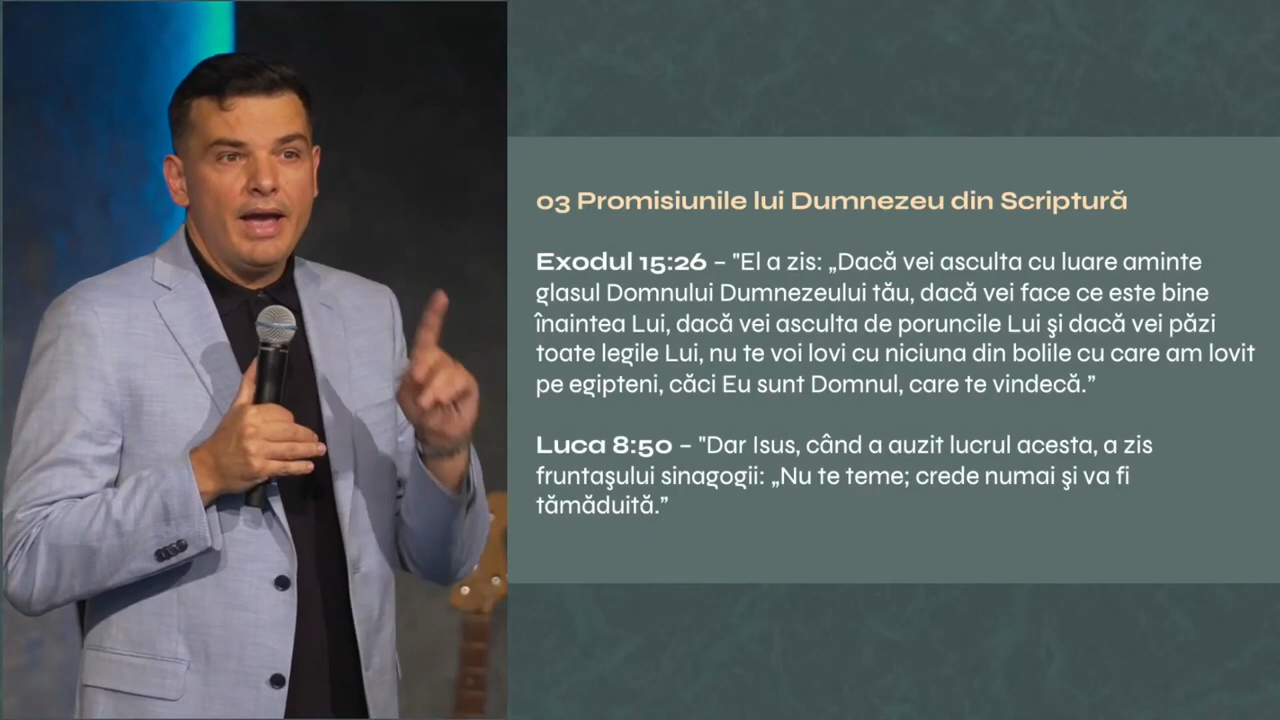 03 Promisiunile lui Dumnezeu din Scriptură
Exodul 15:26 – "El a zis: „Dacă vei asculta cu luare aminte
glasul Domnului Dumnezeului tău, dacă vei face ce este bine
înaintea Lui, dacă vei asculta de poruncile Lui şi dacă vei păzi
toate legile Lui, nu te voi lovi cu niciuna din bolile cu care am lovit
pe egipteni, căci Eu sunt Domnul, care te vindecă.”
Luca 8:50 – "Dar Isus, când a auzit lucrul acesta, a zis
fruntaşului sinagogii: „Nu te teme; crede numai şi va fi
tămăduită.”